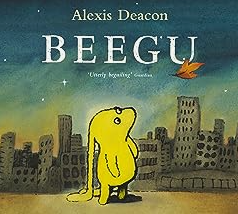 Alexis Deacon
BEEGU
'Utterly beguiling' Guardian